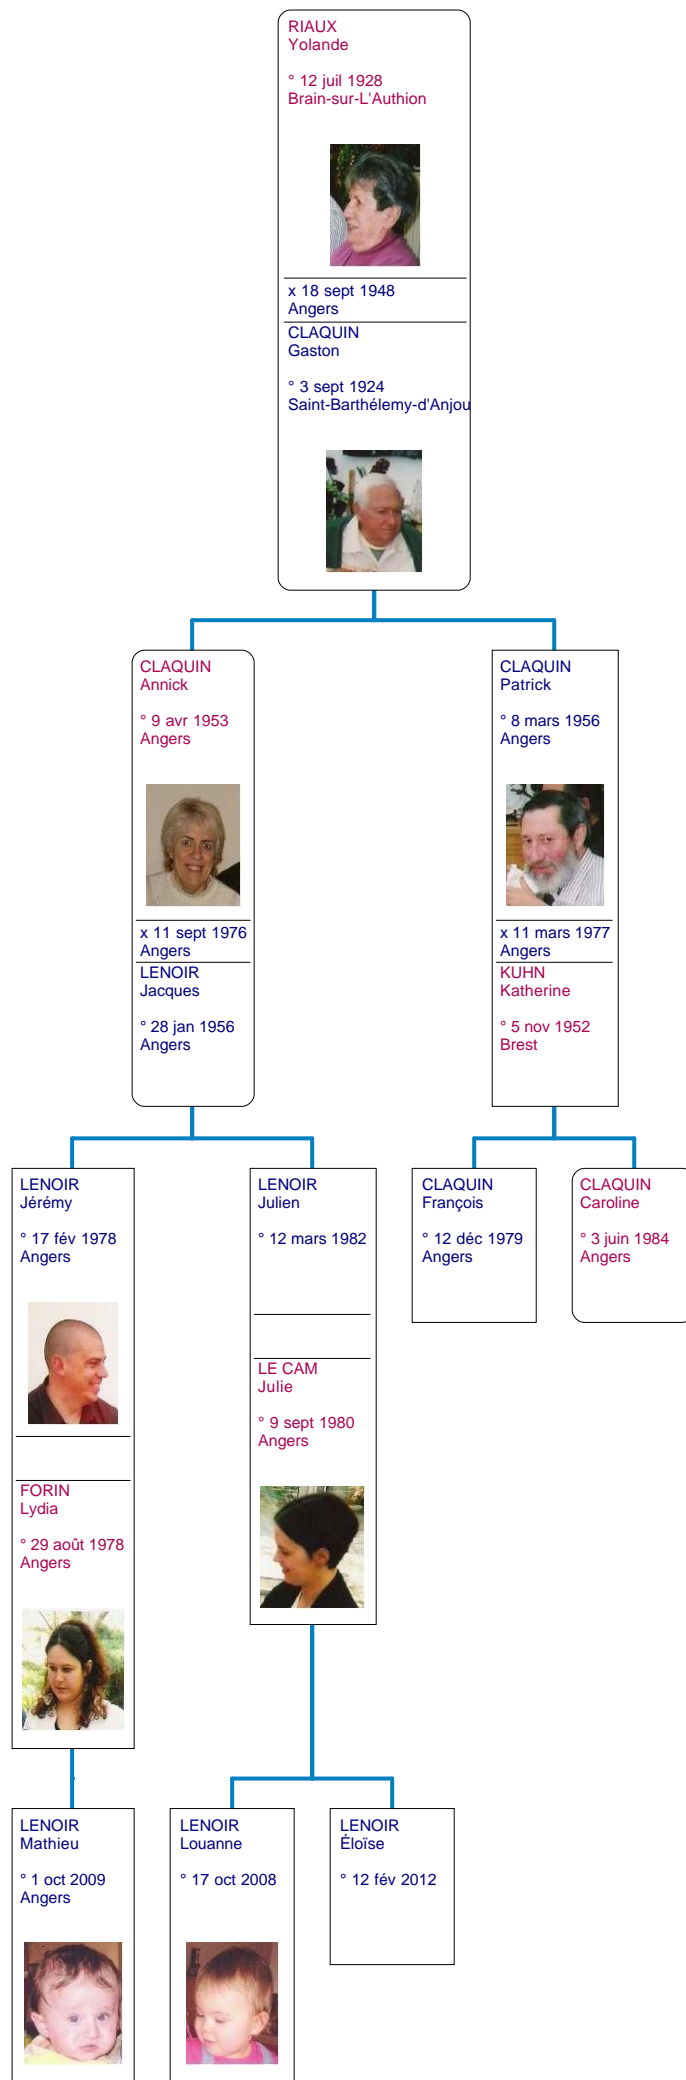 RIAUX
Yolande
° 12 juil 1928
Brain-sur-L'Authion
x 18 sept 1948
Angers
CLAQUIN
Gaston
° 3 sept 1924
Saint-Barthélemy-d'Anjou
CLAQUIN
Annick
° 9 avr 1953
Angers
x 11 sept 1976
Angers
LENOIR
Jacques
° 28 jan 1956
Angers
CLAQUIN
Patrick
° 8 mars 1956
Angers
x 11 mars 1977
Angers
KUHN
Katherine
° 5 nov 1952
Brest
LENOIR
Jérémy
° 17 fév 1978
Angers
FORIN
Lydia
° 29 août 1978
Angers
LENOIR
Julien
° 12 mars 1982
LE CAM
Julie
° 9 sept 1980
Angers
CLAQUIN
François
° 12 déc 1979
Angers
CLAQUIN
Caroline
° 3 juin 1984
Angers
LENOIR
Mathieu
° 1 oct 2009
Angers
LENOIR
Louanne
° 17 oct 2008
LENOIR
Éloïse
° 12 fév 2012